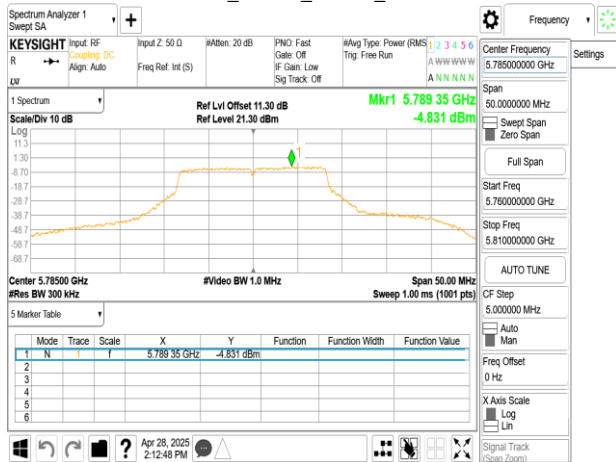 Spectrum Analyzer 1
Swept SA
+
Frequency
KEYSIGHT
R
LXI
Input: RF
Coupling: DC
Align: Auto
Input Z: 50 Ω
Freq Ref: Int (S)
#Atten: 20 dB
PNO: Fast
Gate: Off
IF Gain: Low
Sig Track: Off
#Avg Type: Power (RMS
Trig: Free Run
1 2 3 4 5 6
A W W W W W
A N N N N N
1 Spectrum
Scale/Div 10 dB
Ref Lvl Offset 11.30 dB
Ref Level 21.30 dBm
Mkr1 5.789 35 GHz
-4.831 dBm
Log
11.3
1.30
-8.70
-18.7
-28.7
-38.7
-48.7
-58.7
-68.7
1
Center 5.78500 GHz
#Res BW 300 kHz
#Video BW 1.0 MHz
Span 50.00 MHz
Sweep 1.00 ms (1001 pts)
5 Marker Table
Mode Trace Scale X Y Function Function Width Function Value
1 N 1 f 5.789 35 GHz -4.831 dBm
2
3
4
5
6
Apr 28, 2025
2:12:48 PM
?
Settings
Center Frequency
5.785000000 GHz
Span
50.0000000 MHz
Swept Span
Zero Span
Full Span
Start Freq
5.760000000 GHz
Stop Freq
5.810000000 GHz
AUTO TUNE
CF Step
5.000000 MHz
Auto
Man
Freq Offset
0 Hz
X Axis Scale
Log
Lin
Signal Track
(Span Zoom)